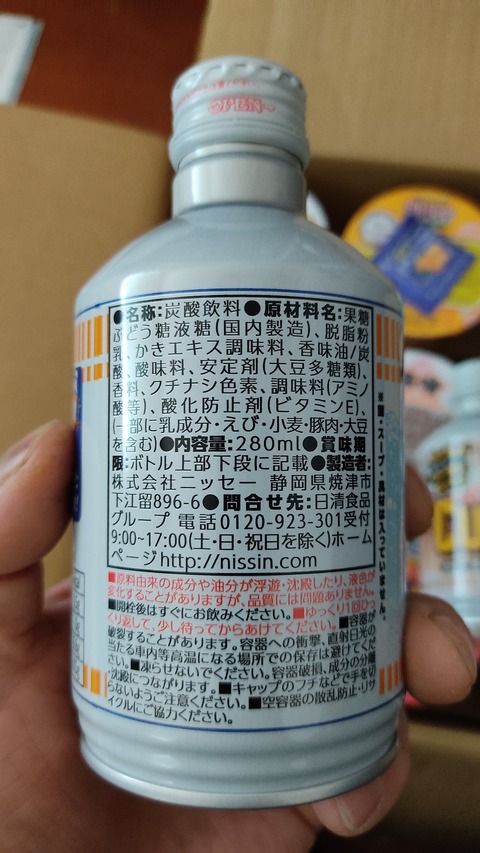 OPEN
●名称:炭酸飲料●原材料名:果糖
ぶどう糖液糖(国内製造)、脱脂粉
乳、かきエキス調味料、香味油/炭
酸、酸味料、安定剤(大豆多糖類)、
香料、クチナシ色素、調味料(アミノ
酸等)、酸化防止剤(ビタミンE)、
(一部に乳成分・えび・小麦・豚肉・大豆
を含む)●内容量:280ml●賞味期
限:ボトル上部下段に記載●製造者:
株式会社ニッセー 静岡県焼津市
下江留896-6●問合せ先:日清食品
グループ 電話0120-923-301受付
9:00~17:00(土・日・祝日を除く)ホーム
ページhttp://nissin.com
※麺・スープ・具材は入っていません。
■原料由来の成分や油分が浮遊・沈殿したり、液色が
変化することがありますが、品質には問題ありません。
■開栓後はすぐにお飲みください。■ゆっくり1回ひっ
くり返して、少し待ってからあけてください。■容器が
破裂することがあります。容器への衝撃、直射日光の
当たる車内等高温になる場所での保存は避けてくだ
さい。■凍らせないでください。容器破損、成分の分離
沈殿につながります。■キャップのフチなどで手を切
らないようご注意ください。■空容器の散乱防止・リサ
イクルにご協力ください。